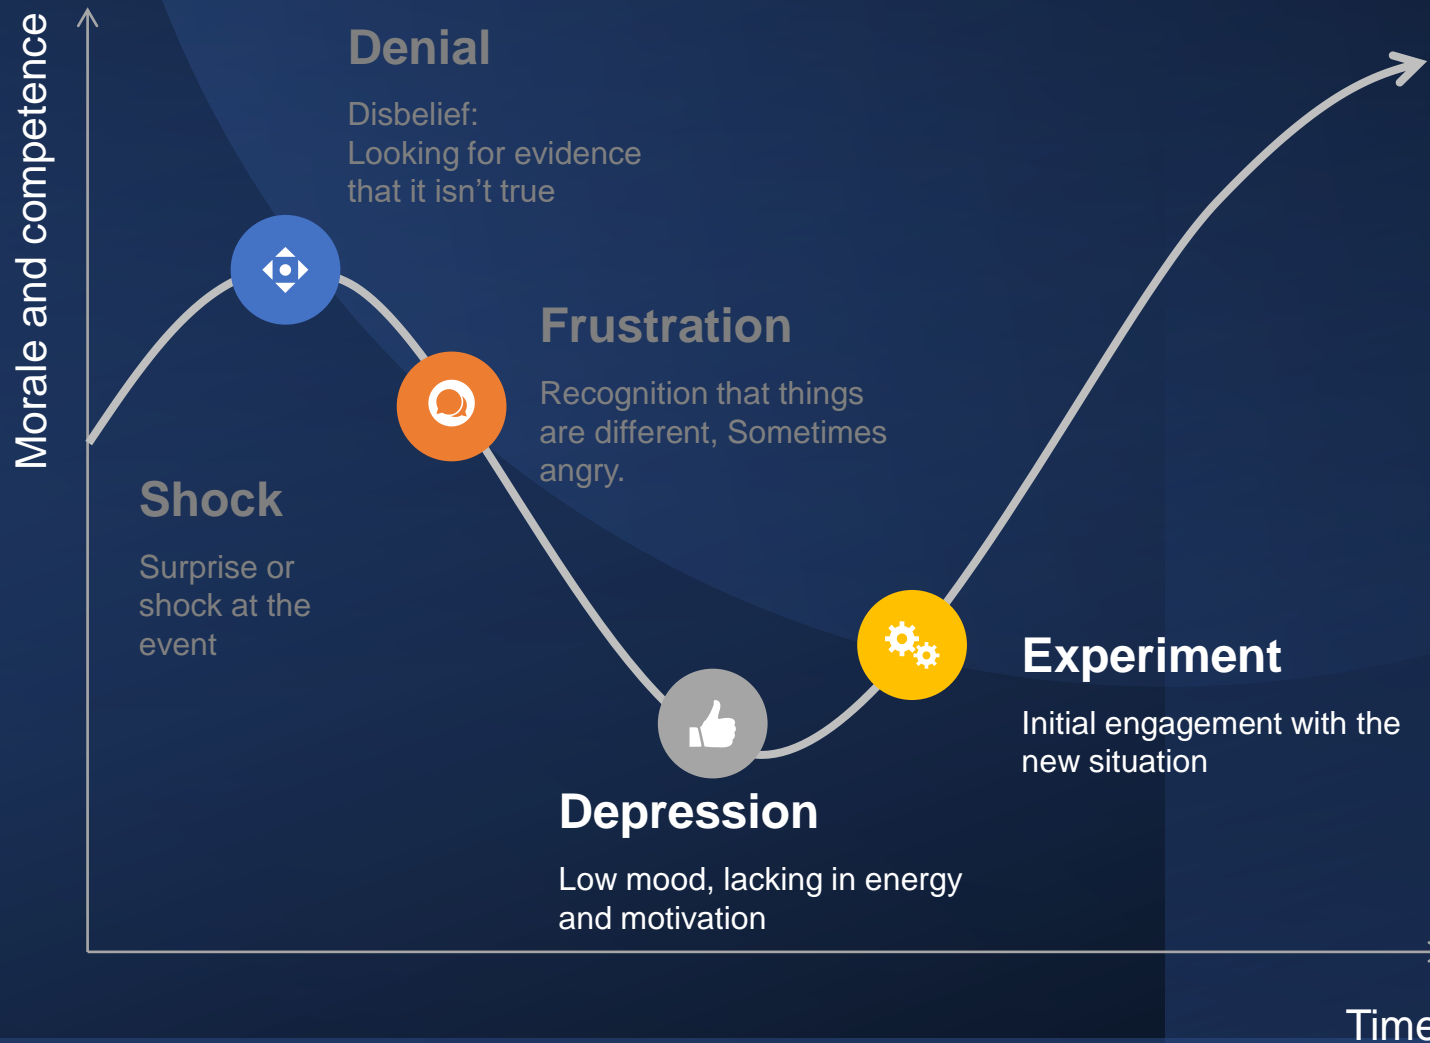 Morale and competence
Denial
Disbelief:
Looking for evidence
that it isn’t true
Frustration
Recognition that things
are different, Sometimes
angry.
Shock
Surprise or
shock at the
event
Experiment
Initial engagement with the
new situation
Depression
Low mood, lacking in energy
and motivation
Time